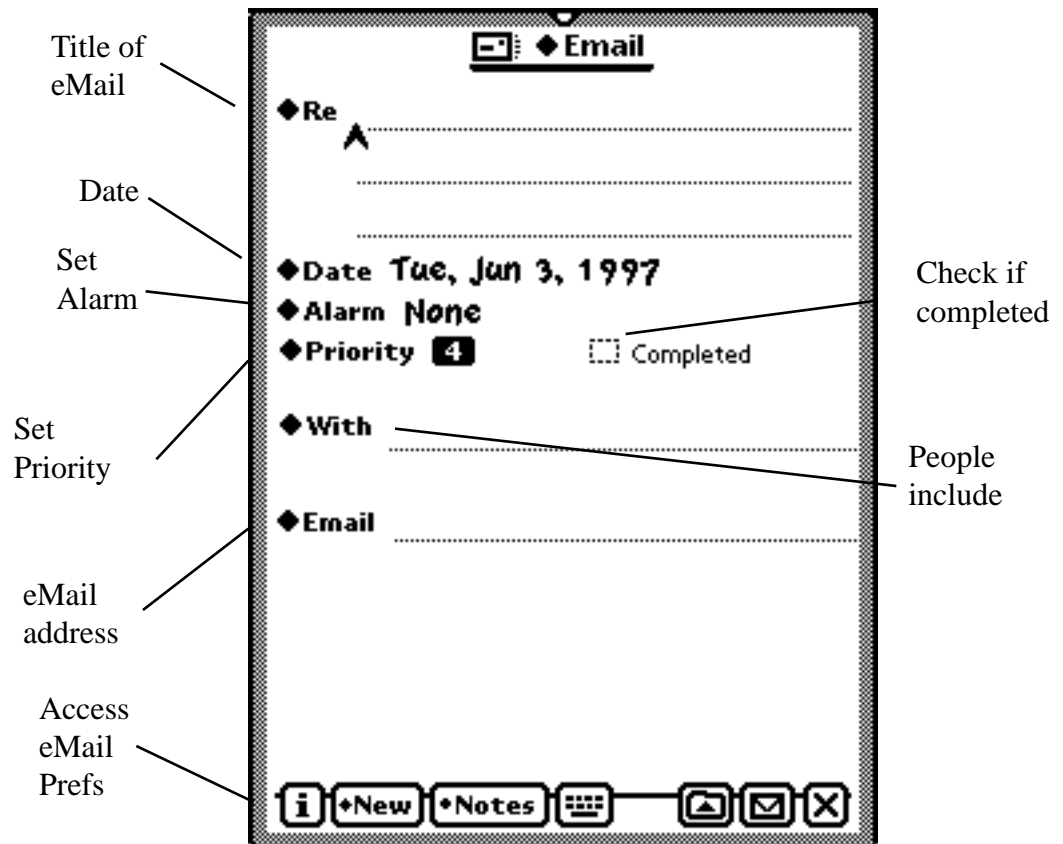 Title of
eMail
Date
Set
Alarm
Set
Priority
eMail
address
Access
eMail
Prefs
◆Email
◆Re
◆Date Tue, Jun 3, 1997
◆Alarm None
◆Priority 4 Completed
◆With
◆Email
i ◆New •Notes X
Check if
completed
People
include